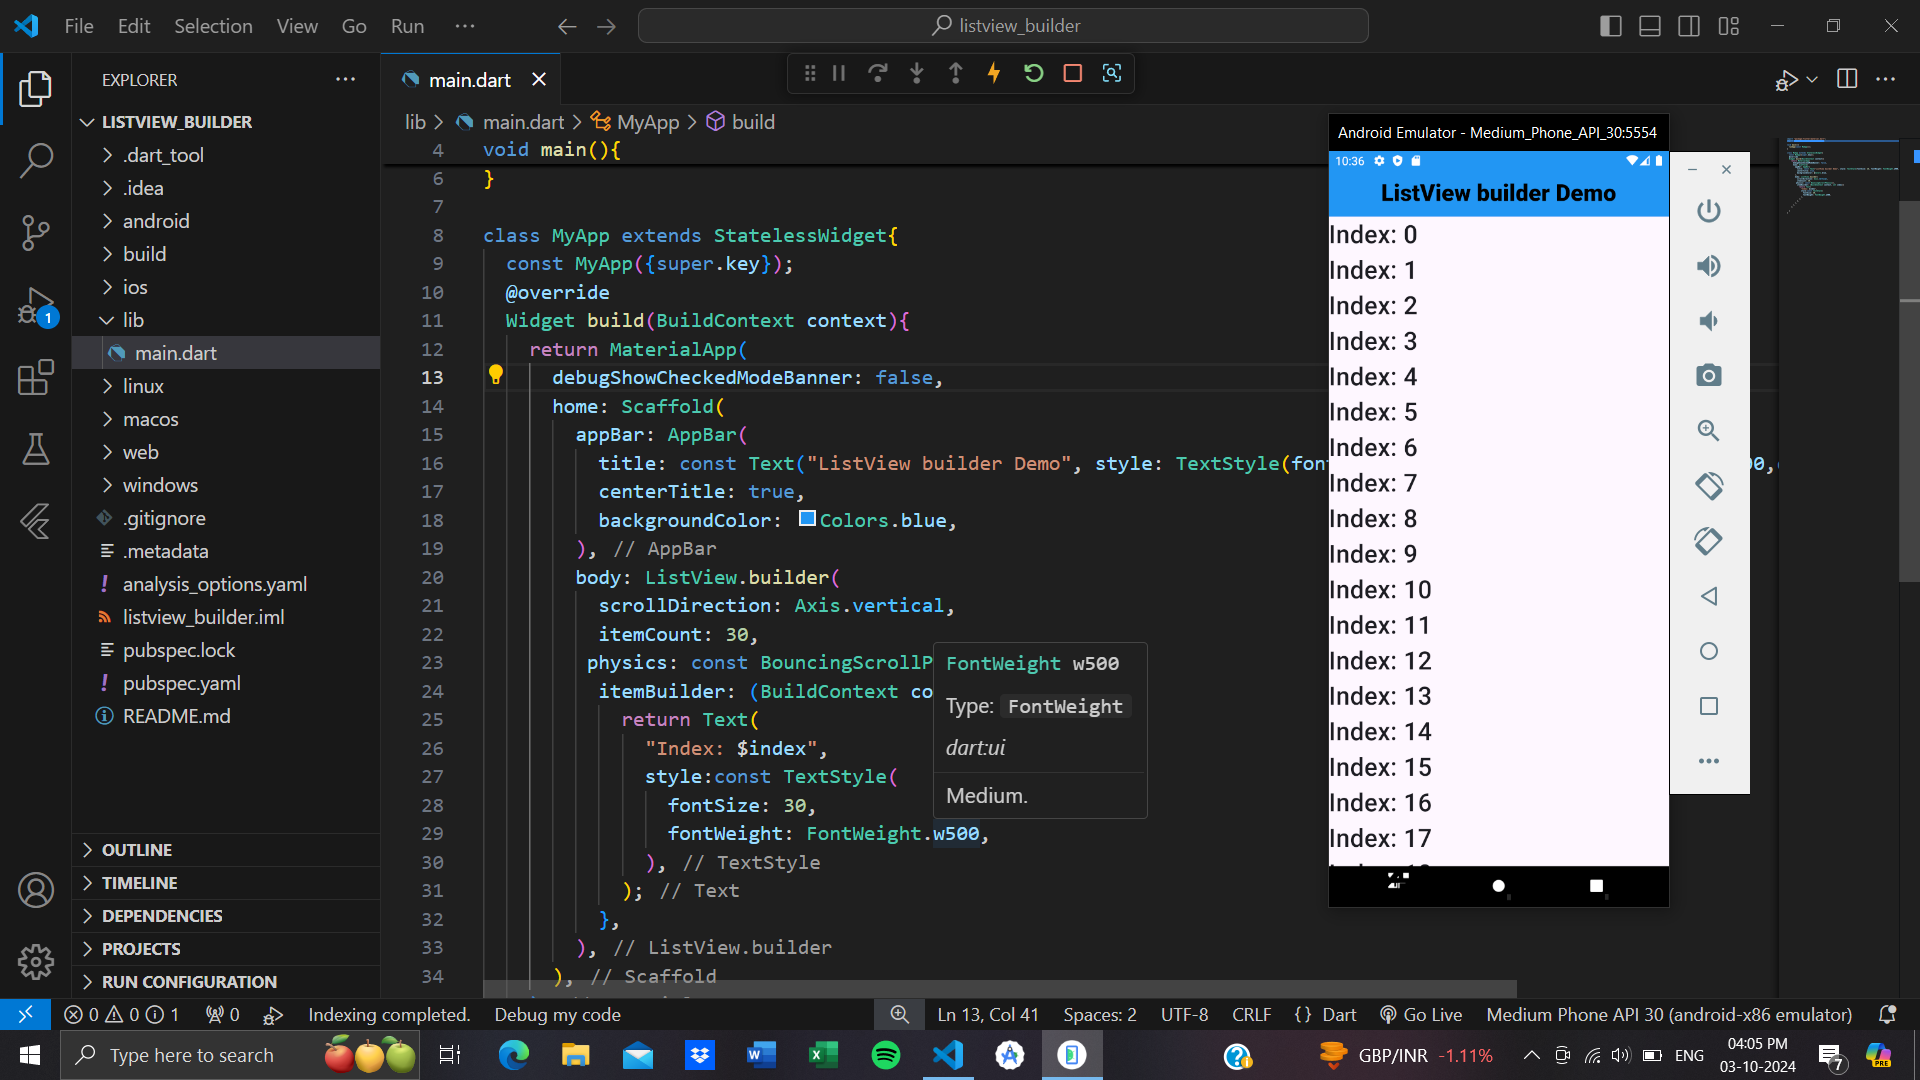 File Edit Selection View Go Run ...
listview_builder
EXPLORER
main.dart
LISTVIEW_BUILDER
.dart_tool
.idea
android
build
ios
lib
main.dart
linux
macos
web
windows
.gitignore
.metadata
analysis_options.yaml
listview_builder.iml
pubspec.lock
pubspec.yaml
README.md
OUTLINE
TIMELINE
DEPENDENCIES
PROJECTS
RUN CONFIGURATION
1
lib > main.dart > MyApp > build
4 void main(){
6 }
7
8 class MyApp extends StatelessWidget{
9 const MyApp({super.key});
10 @override
11 Widget build(BuildContext context){
12 return MaterialApp(
13 debugShowCheckedModeBanner: false,
14 home: Scaffold(
15 appBar: AppBar(
16 title: const Text("ListView builder Demo", style: TextStyle(fon
17 centerTitle: true,
18 backgroundColor: Colors.blue,
19 ), // AppBar
20 body: ListView.builder(
21 scrollDirection: Axis.vertical,
22 itemCount: 30,
23 physics: const BouncingScrollP
24 itemBuilder: (BuildContext co
25 return Text(
26 "Index: $index",
27 style:const TextStyle(
28 fontSize: 30,
29 fontWeight: FontWeight.w500,
30 ), // TextStyle
31 ); // Text
32 },
33 ), // ListView.builder
34 ), // Scaffold
FontWeight w500
Type: FontWeight
dart:ui
Medium.
Android Emulator - Medium_Phone_API_30:5554
10:36
ListView builder Demo
Index: 0
Index: 1
Index: 2
Index: 3
Index: 4
Index: 5
Index: 6
Index: 7
Index: 8
Index: 9
Index: 10
Index: 11
Index: 12
Index: 13
Index: 14
Index: 15
Index: 16
Index: 17
0 0 1 0 Indexing completed. Debug my code Ln 13, Col 41 Spaces: 2 UTF-8 CRLF {} Dart Go Live Medium Phone API 30 (android-x86 emulator)
Type here to search
GBP/INR -1.11%
ENG
04:05 PM
03-10-2024
7
PRE